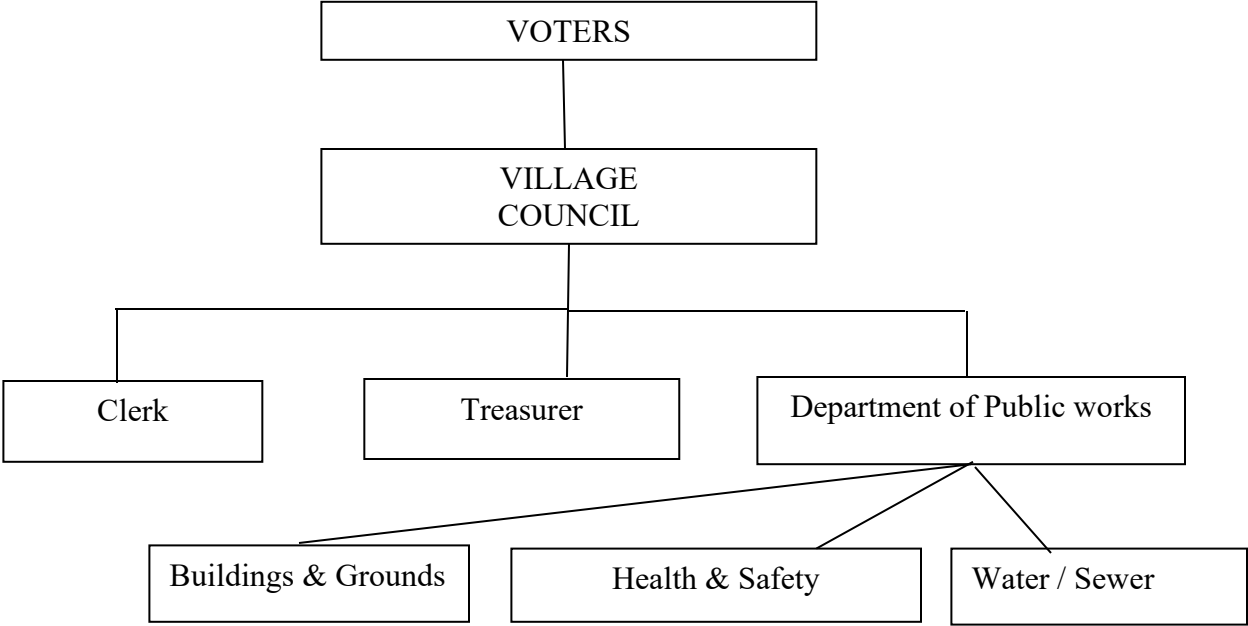 VOTERS
VILLAGE
COUNCIL
Clerk
Treasurer
Department of Public works
Buildings & Grounds
Health & Safety
Water / Sewer